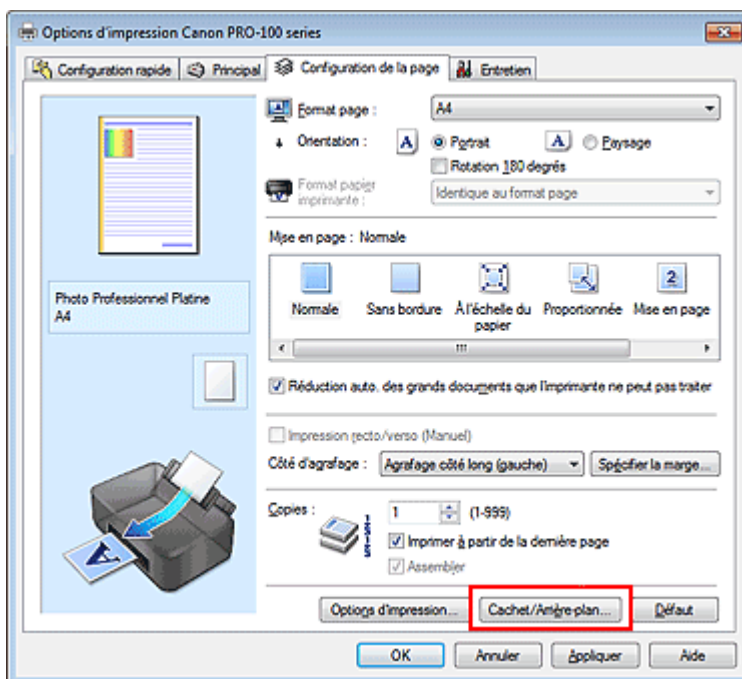 Options d'impression Canon PRO-100 series
Configuration rapide Principal Configuration de la page Entretien
Format page : A4
Orientation : A Portrait A Paysage
Rotation 180 degrés
Format papier imprimante : Identique au format page
Mise en page : Normale
Normale Sans bordure À l'échelle du papier Proportionnée Mise en page
2
Photo Professionnel Platine
A4
Réduction auto. des grands documents que l'imprimante ne peut pas traiter
Impression recto/verso (Manuel)
Côté d'agrafage : Agrafage côté long (gauche) Spécifier la marge...
Copies : 1 (1-999)
Imprimer à partir de la dernière page
Assembler
A
Options d'impression... Cachet/Arrière-plan... Défaut
OK Annuler Appliquer Aide